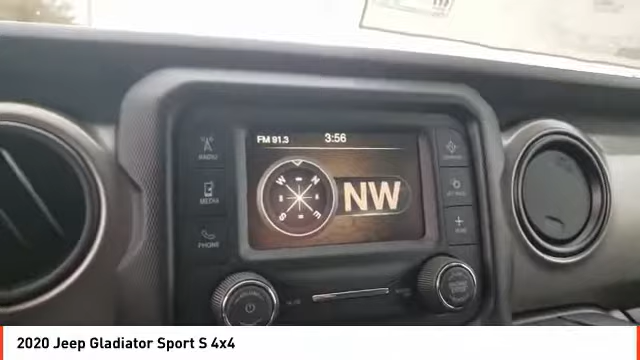 FM 91.3
3:56
RADIO
MEDIA
PHONE
NW
2020 Jeep Gladiator Sport S 4x4